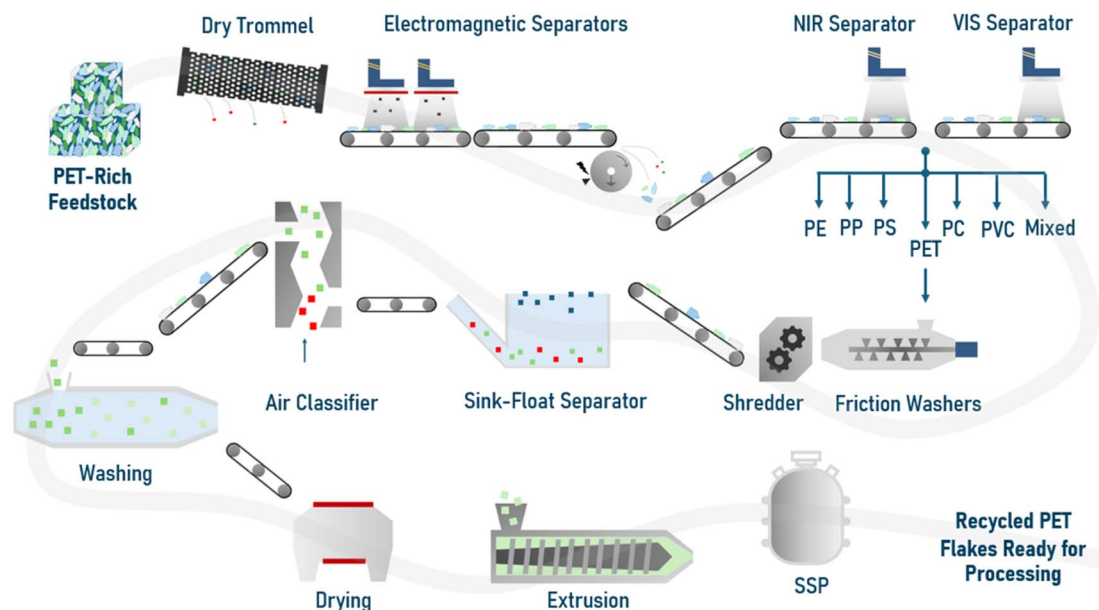 Dry Trommel
Electromagnetic Separators
NIR Separator
VIS Separator
PET-Rich
Feedstock
PE
PP
PS
PET
PC
PVC
Mixed
Air Classifier
Sink-Float Separator
Shredder
Friction Washers
Washing
Drying
Extrusion
SSP
Recycled PET
Flakes Ready for
Processing